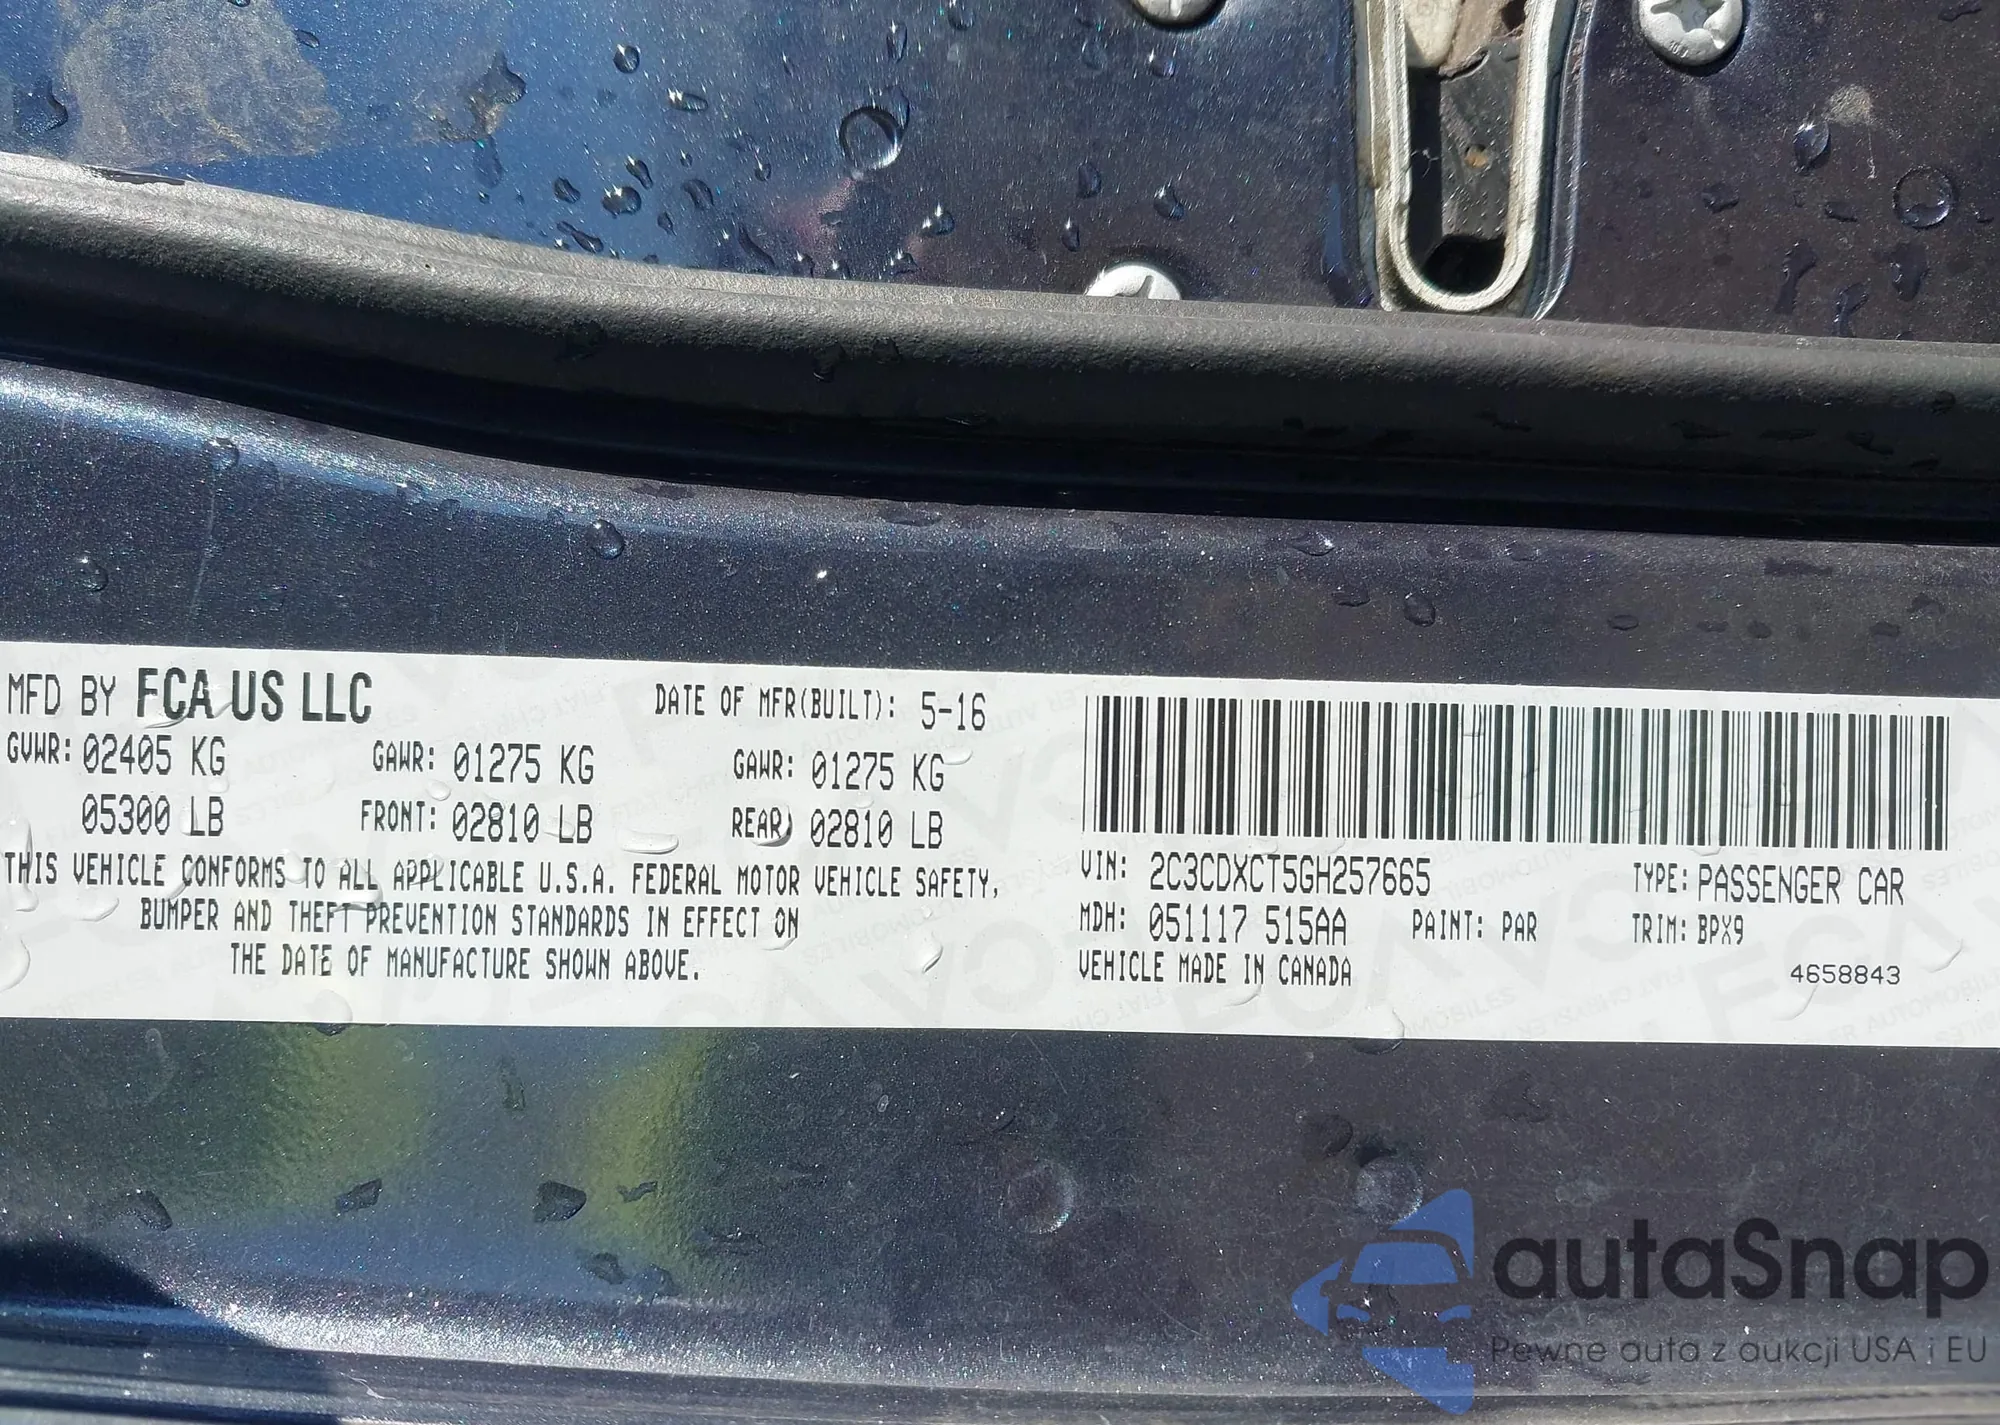 MFD BY FCA US LLC
DATE OF MFR(BUILT): 5-16
GVWR: 02405 KG GAWR: 01275 KG GAWR: 01275 KG
05300 LB FRONT: 02810 LB REAR: 02810 LB
THIS VEHICLE CONFORMS TO ALL APPLICABLE U.S.A. FEDERAL MOTOR VEHICLE SAFETY,
BUMPER AND THEFT PREVENTION STANDARDS IN EFFECT ON
THE DATE OF MANUFACTURE SHOWN ABOVE.
VIN: 2C3CDXCT5GH257665 TYPE: PASSENGER CAR
MDH: 051117 515AA PAINT: PAR TRIM: BPX9
VEHICLE MADE IN CANADA 4658843
autaSnap
Pewne auta z aukcji USA i EU